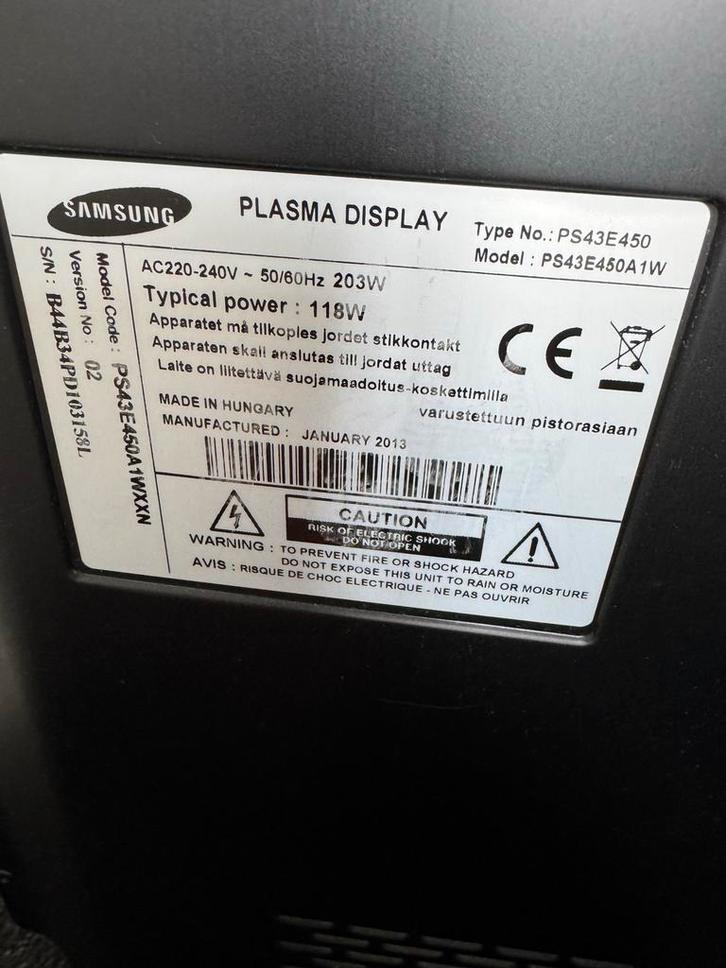 SAMSUNG
PLASMA DISPLAY
Type No.: PS43E450
Model : PS43E450A1W
Model Code : PS43E450A1WXXN
Version No : 02
S/N : B44B34PD103158L
AC220-240V ~ 50/60Hz 203W
Typical power : 118W
Apparatet må tilkoples jordet stikkontakt
Apparaten skall anslutas till jordat uttag
Laite on liitettävä suojamaadoitus-koskettimilla
varustettuun pistorasiaan
MADE IN HUNGARY
MANUFACTURED : JANUARY 2013
CAUTION
RISK OF ELECTRIC SHOCK
DO NOT OPEN
WARNING : TO PREVENT FIRE OR SHOCK HAZARD
DO NOT EXPOSE THIS UNIT TO RAIN OR MOISTURE
AVIS : RISQUE DE CHOC ELECTRIQUE - NE PAS OUVRIR